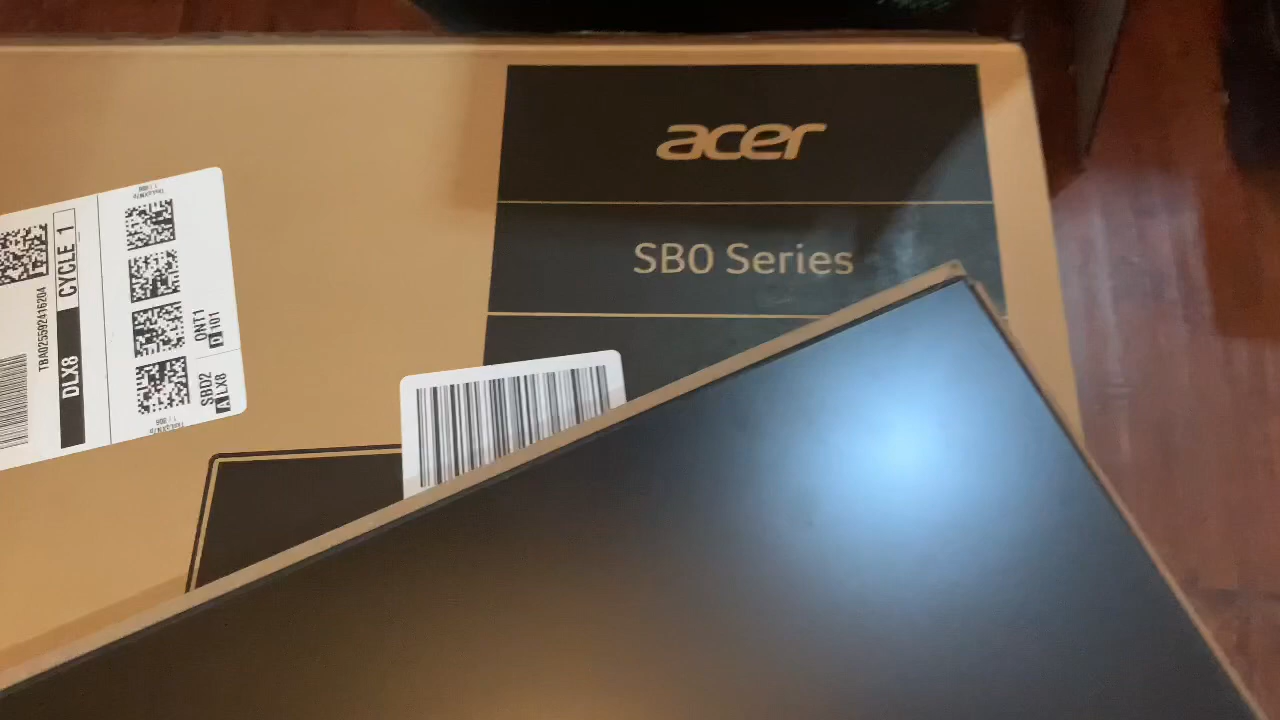 acer
SB0 Series
TBA025592416204
DLX8
CYCLE 1
SBD2
A LX8
ONT1
D 101